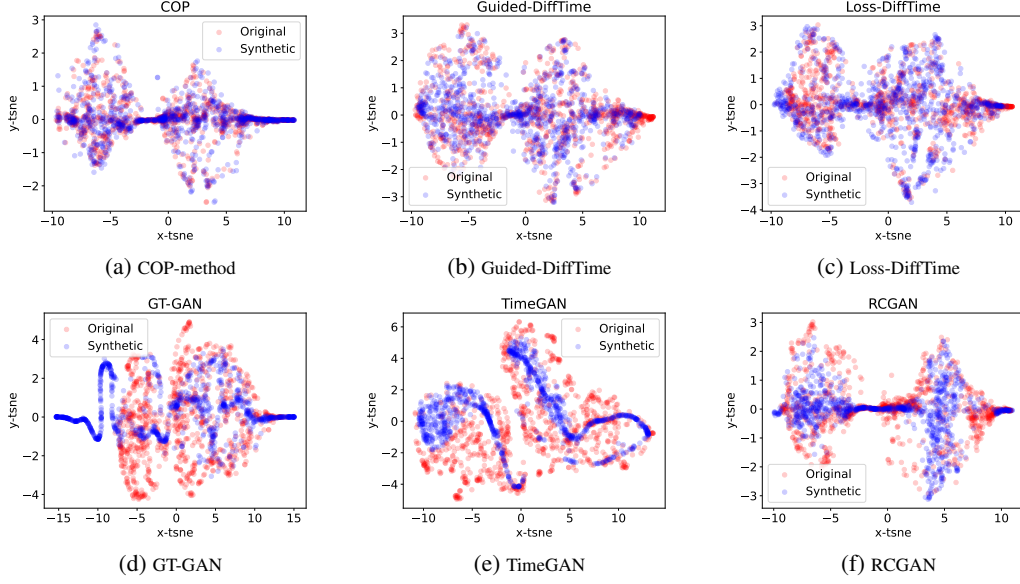 COP
Guided-DiffTime
Loss-DiffTime
3
2
1
0
−1
−2
y-tsne
−10
−5
0
5
10
x-tsne
Original
Synthetic
3
2
1
0
−1
−2
−3
y-tsne
−10
−5
0
5
10
x-tsne
Original
Synthetic
3
2
1
0
−1
−2
−3
−4
y-tsne
−10
−5
0
5
10
x-tsne
Original
Synthetic
(a) COP-method
(b) Guided-DiffTime
(c) Loss-DiffTime
GT-GAN
TimeGAN
RCGAN
4
2
0
−2
−4
y-tsne
−15
−10
−5
0
5
10
15
x-tsne
Original
Synthetic
6
4
2
0
−2
−4
y-tsne
−10
−5
0
5
10
x-tsne
Original
Synthetic
3
2
1
0
−1
−2
−3
y-tsne
−10
−5
0
5
10
x-tsne
Original
Synthetic
(d) GT-GAN
(e) TimeGAN
(f) RCGAN